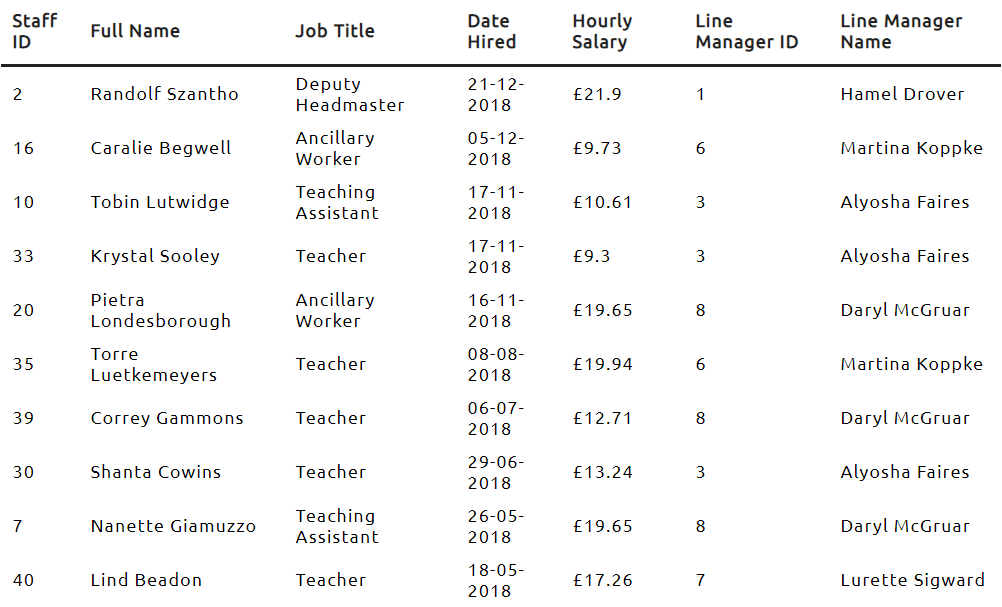 Staff ID Full Name Job Title Date Hired Hourly Salary Line Manager ID Line Manager Name
2 Randolf Szantho Deputy Headmaster 21-12-2018 £21.9 1 Hamel Drover
16 Caralie Begwell Ancillary Worker 05-12-2018 £9.73 6 Martina Koppke
10 Tobin Lutwidge Teaching Assistant 17-11-2018 £10.61 3 Alyosha Faires
33 Krystal Sooley Teacher 17-11-2018 £9.3 3 Alyosha Faires
20 Pietra Londesborough Ancillary Worker 16-11-2018 £19.65 8 Daryl McGruar
35 Torre Luetkemeyers Teacher 08-08-2018 £19.94 6 Martina Koppke
39 Correy Gammons Teacher 06-07-2018 £12.71 8 Daryl McGruar
30 Shanta Cowins Teacher 29-06-2018 £13.24 3 Alyosha Faires
7 Nanette Giamuzzo Teaching Assistant 26-05-2018 £19.65 8 Daryl McGruar
40 Lind Beadon Teacher 18-05-2018 £17.26 7 Lurette Sigward